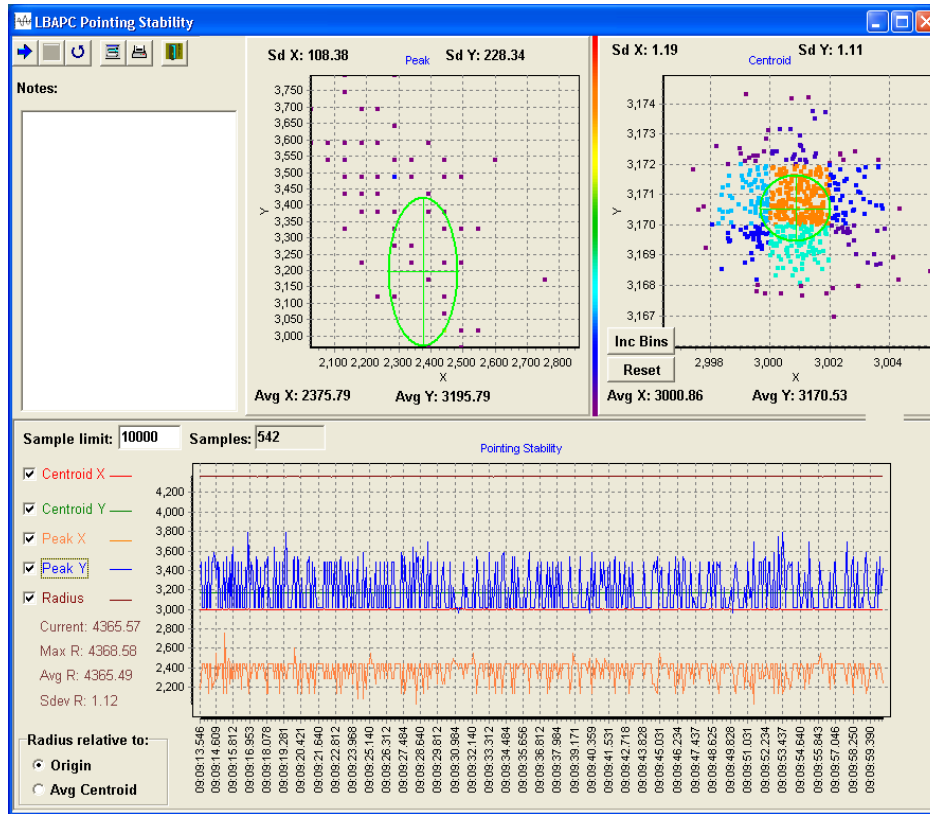 LBAPC Pointing Stability
Notes:
Sd X: 108.38 Sd Y: 228.34
Peak
3,750
3,700
3,650
3,600
3,550
3,500
3,450
3,400
3,350
3,300
3,250
3,200
3,150
3,100
3,050
3,000
Y
2,100 2,200 2,300 2,400 2,500 2,600 2,700 2,800
X
Avg X: 2375.79 Avg Y: 3195.79
Sd X: 1.19 Sd Y: 1.11
Centroid
3,174
3,173
3,172
3,171
3,170
3,169
3,168
3,167
Y
Inc Bins
Reset
2,998 3,000 3,002 3,004
X
Avg X: 3000.86 Avg Y: 3170.53
Sample limit: 10000 Samples: 542
Pointing Stability
Centroid X
Centroid Y
Peak X
Peak Y
Radius
Current: 4365.57
Max R: 4368.58
Avg R: 4365.49
Sdev R: 1.12
Radius relative to:
Origin
Avg Centroid
4,200
4,000
3,800
3,600
3,400
3,200
3,000
2,800
2,600
2,400
2,200
09:09:13.546
09:09:14.609
09:09:15.812
09:09:16.953
09:09:18.078
09:09:19.281
09:09:20.421
09:09:21.640
09:09:22.812
09:09:23.968
09:09:25.140
09:09:26.312
09:09:27.484
09:09:28.640
09:09:29.812
09:09:30.984
09:09:32.140
09:09:33.312
09:09:34.484
09:09:35.656
09:09:36.812
09:09:37.984
09:09:39.171
09:09:40.359
09:09:41.531
09:09:42.718
09:09:43.828
09:09:45.031
09:09:46.234
09:09:47.437
09:09:48.625
09:09:49.828
09:09:51.031
09:09:52.234
09:09:53.437
09:09:54.640
09:09:55.843
09:09:57.046
09:09:58.250
09:09:59.390